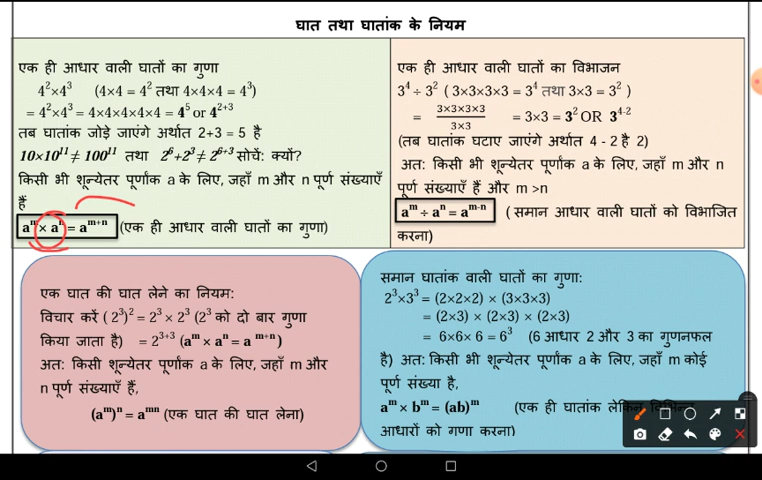 घात तथा घातांक के नियम
एक ही आधार वाली घातों का गुणा
4²×4³ (4×4 = 4² तथा 4×4×4 = 4³)
= 4²×4³ = 4×4×4×4×4 = 4⁵ or 4²⁺³
तब घातांक जोड़े जाएंगे अर्थात 2+3 = 5 है
10×10¹¹ ≠ 100¹¹ तथा 2⁶+2³ ≠ 2⁶⁺³ सोचें: क्यों?
किसी भी शून्येतर पूर्णांक a के लिए, जहाँ m और n पूर्ण संख्याएँ
हैं
aᵐ × aⁿ = aᵐ⁺ⁿ (एक ही आधार वाली घातों का गुणा)
एक ही आधार वाली घातों का विभाजन
3⁴ ÷ 3² ( 3×3×3×3 = 3⁴ तथा 3×3 = 3² )
= 3×3×3×3 / 3×3 = 3×3 = 3² OR 3⁴⁻²
(तब घातांक घटाए जाएंगे अर्थात 4 - 2 है 2)
अत: किसी भी शून्येतर पूर्णांक a के लिए, जहाँ m और n
पूर्ण संख्याएँ हैं और m >n
aᵐ ÷ aⁿ = aᵐ⁻ⁿ ( समान आधार वाली घातों को विभाजित
करना)
एक घात की घात लेने का नियम:
विचार करें ( 2³)² = 2³ × 2³ (2³ को दो बार गुणा
किया जाता है) = 2³⁺³ (aᵐ × aⁿ = a ᵐ⁺ⁿ)
अत: किसी भी शून्येतर पूर्णांक a के लिए, जहाँ m और
n पूर्ण संख्याएँ हैं,
(aᵐ)ⁿ = aᵐⁿ (एक घात की घात लेना)
समान घातांक वाली घातों का गुणा:
2³×3³ = (2×2×2) × (3×3×3)
= (2×3) × (2×3) × (2×3)
= 6×6× 6 = 6³ (6 आधार 2 और 3 का गुणनफल
है) अत: किसी भी शून्येतर पूर्णांक a के लिए, जहाँ m कोई
पूर्ण संख्या है,
aᵐ × bᵐ = (ab)ᵐ (एक ही घातांक लेकिन विभिन्न
आधारों को गुणा करना)